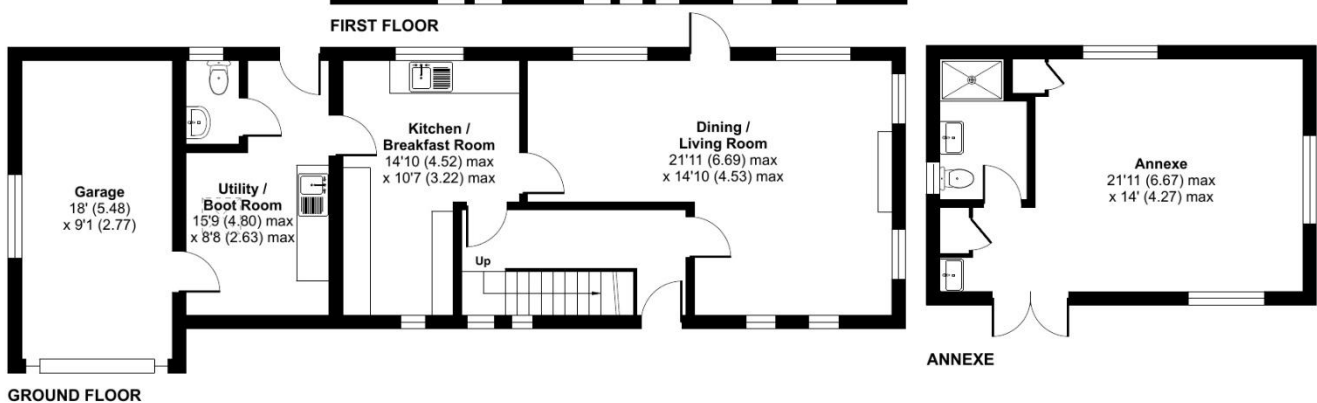 FIRST FLOOR
Garage
18' (5.48)
x 9'1 (2.77)
Utility /
Boot Room
15'9 (4.80) max
x 8'8 (2.63) max
Kitchen /
Breakfast Room
14'10 (4.52) max
x 10'7 (3.22) max
Up
Dining /
Living Room
21'11 (6.69) max
x 14'10 (4.53) max
Annexe
21'11 (6.67) max
x 14' (4.27) max
ANNEXE
GROUND FLOOR